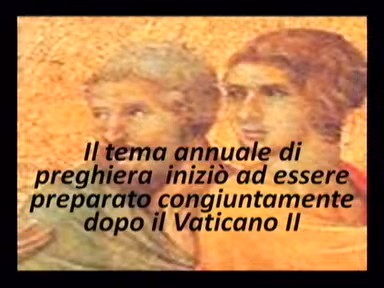 Il tema annuale di
preghiera iniziò ad essere
preparato congiuntamente
dopo il Vaticano II